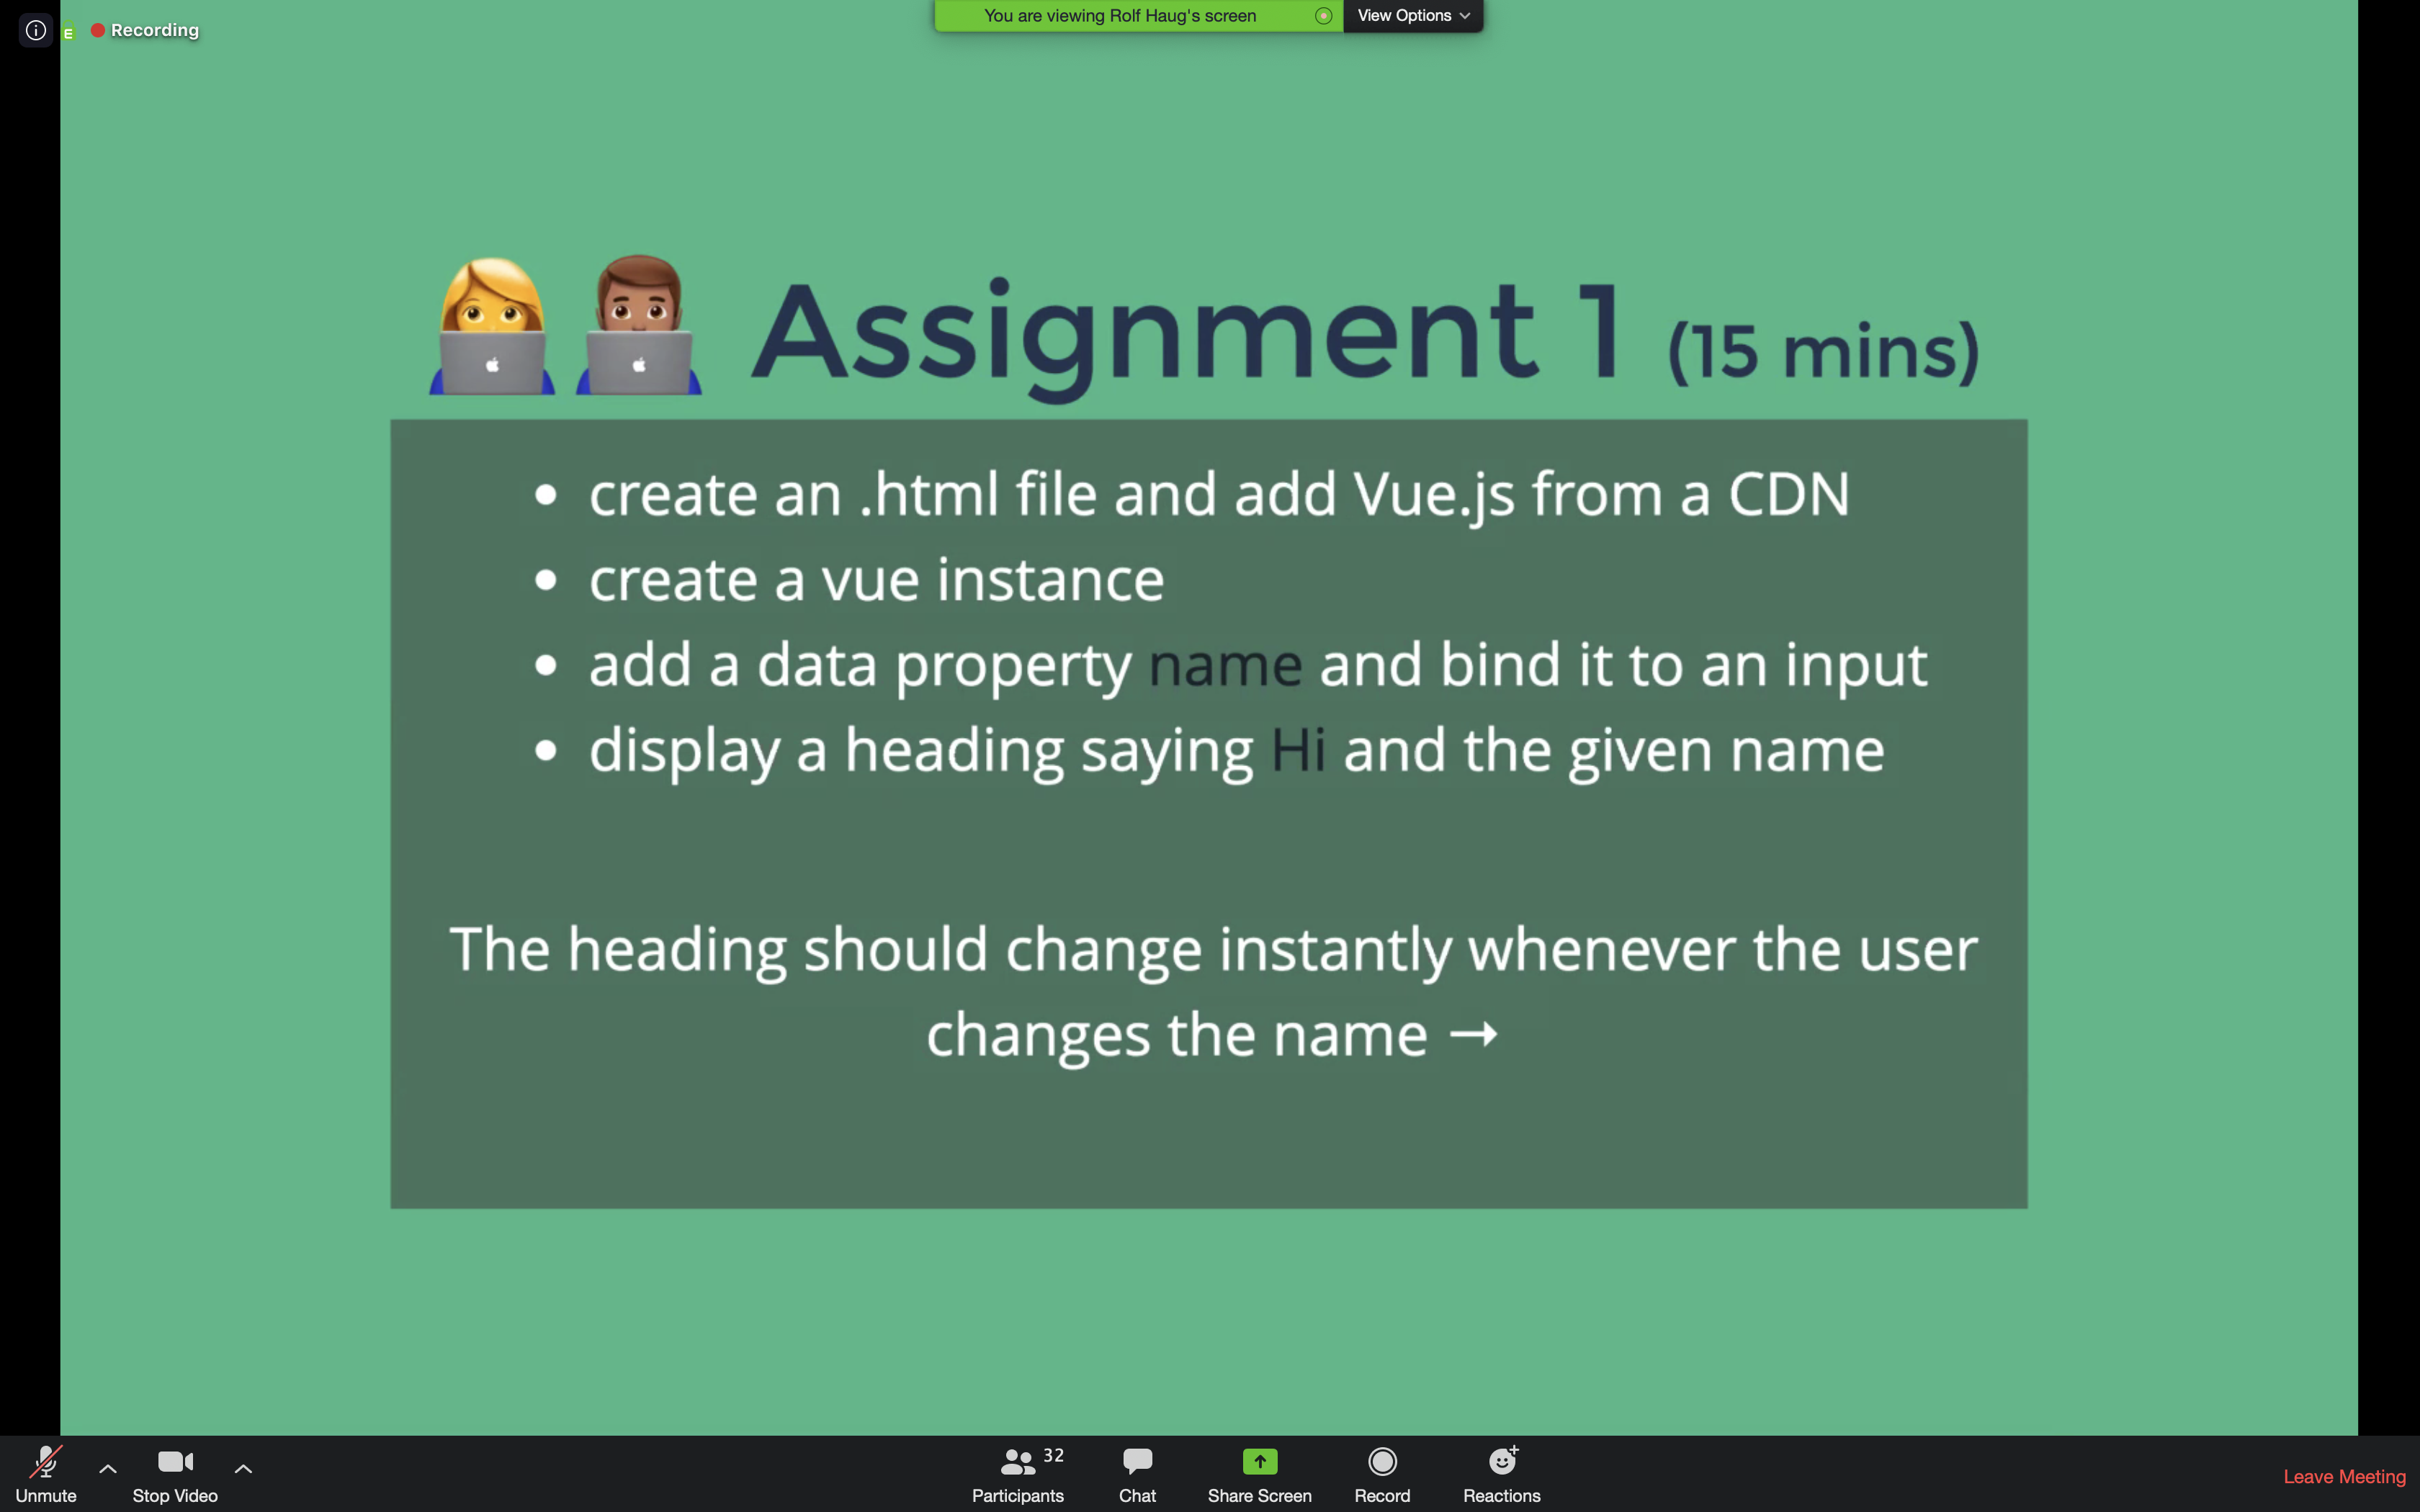 E
Recording
You are viewing Rolf Haug's screen
View Options
Assignment 1 (15 mins)
• create an .html file and add Vue.js from a CDN
• create a vue instance
• add a data property name and bind it to an input
• display a heading saying Hi and the given name
The heading should change instantly whenever the user
changes the name →
32
Unmute
Stop Video
Participants
Chat
Share Screen
Record
Reactions
Leave Meeting